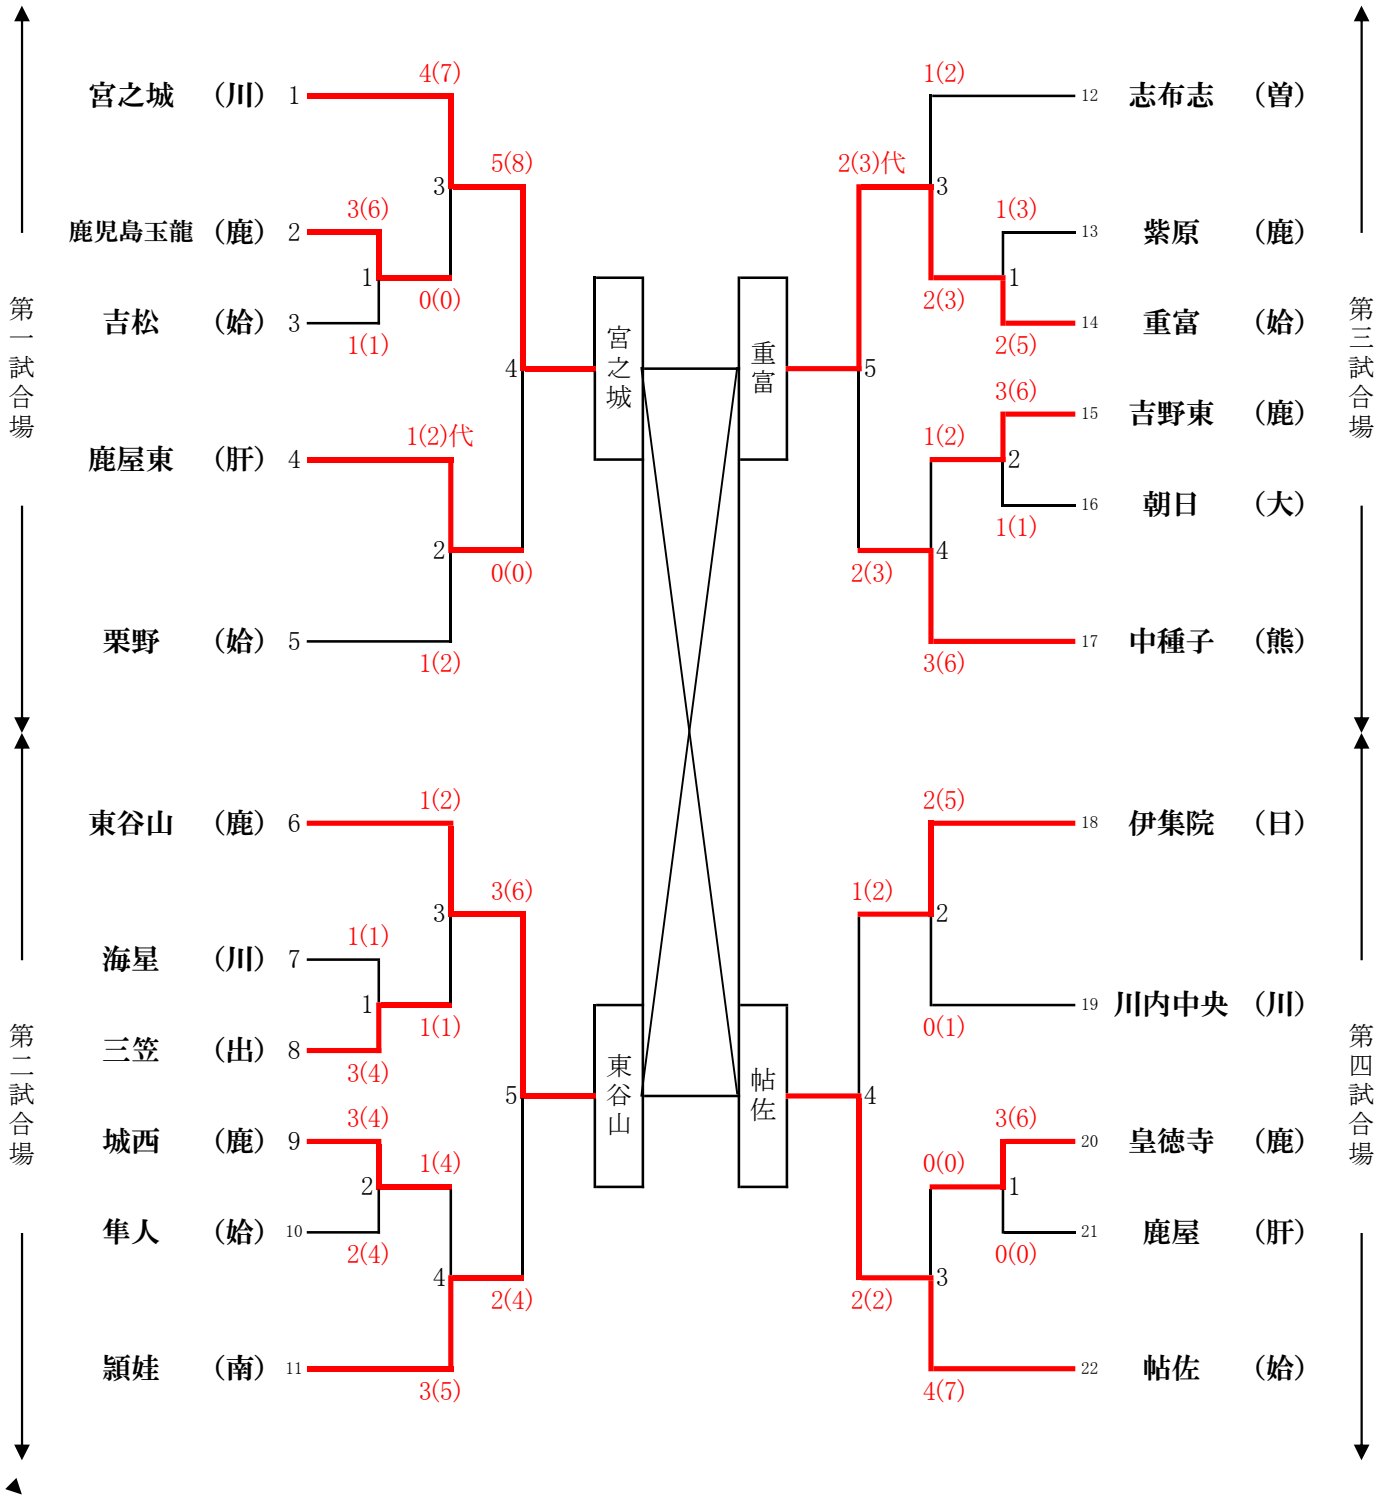 第一試合場
宮之城 (川) 1
4(7)
3
5(8)
鹿児島玉龍 (鹿) 2
3(6)
1
0(0)
吉松 (始) 3
1(1)
4
鹿屋東 (肝) 4
1(2)代
2
0(0)
栗野 (始) 5
1(2)
宮之城
第二試合場
東谷山 (鹿) 6
1(2)
3
3(6)
海星 (川) 7
1(1)
1
1(1)
三笠 (出) 8
3(4)
5
城西 (鹿) 9
3(4)
2
1(4)
隼人 (始) 10
2(4)
4
2(4)
頴娃 (南) 11
3(5)
東谷山
第三試合場
1(2)
12 志布志 (曽)
2(3)代
3
1(3)
13 紫原 (鹿)
1
2(3)
14 重富 (始)
2(5)
5
3(6)
15 吉野東 (鹿)
1(2)
2
16 朝日 (大)
1(1)
4
2(3)
17 中種子 (熊)
3(6)
重富
第四試合場
2(5)
18 伊集院 (日)
1(2)
2
19 川内中央 (川)
0(1)
4
3(6)
20 皇徳寺 (鹿)
0(0)
1
21 鹿屋 (肝)
0(0)
3
2(2)
22 帖佐 (始)
4(7)
帖佐